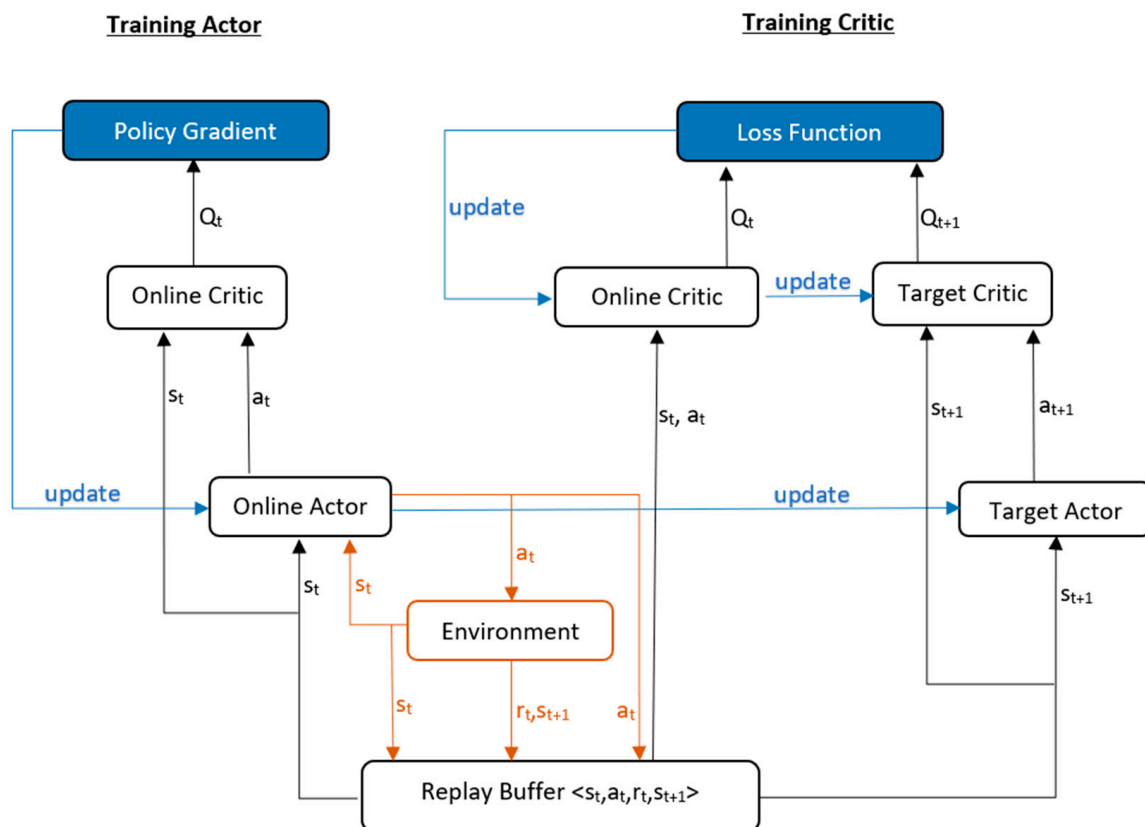 Training Actor
Training Critic
Policy Gradient
Loss Function
update
Qt
Qt
Qt+1
Online Critic
Online Critic
update
Target Critic
st
at
st, at
st+1
at+1
update
Online Actor
update
Target Actor
st
st
at
st+1
Environment
st
rt,st+1
at
Replay Buffer <st,at,rt,st+1>